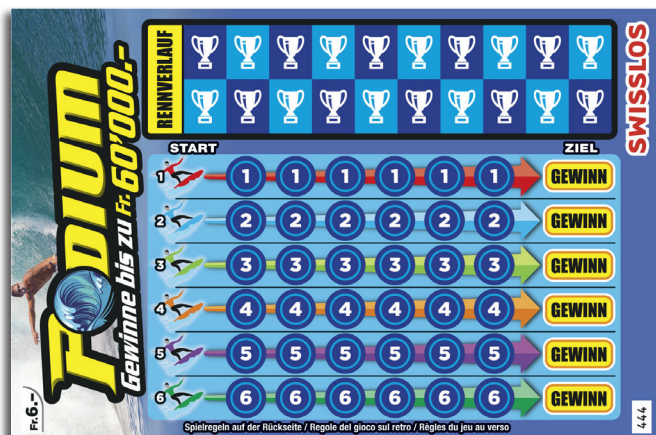 PODIUM
Gewinne bis zu Fr. 60'000.-
Fr. 6.-
RENNVERLAUF
SWISSLOS
START ZIEL
1 1 1 1 1 1 1 GEWINN
2 2 2 2 2 2 2 GEWINN
3 3 3 3 3 3 3 GEWINN
4 4 4 4 4 4 4 GEWINN
5 5 5 5 5 5 5 GEWINN
6 6 6 6 6 6 6 GEWINN
Spielregeln auf der Rückseite / Regole del gioco sul retro / Règles du jeu au verso
444